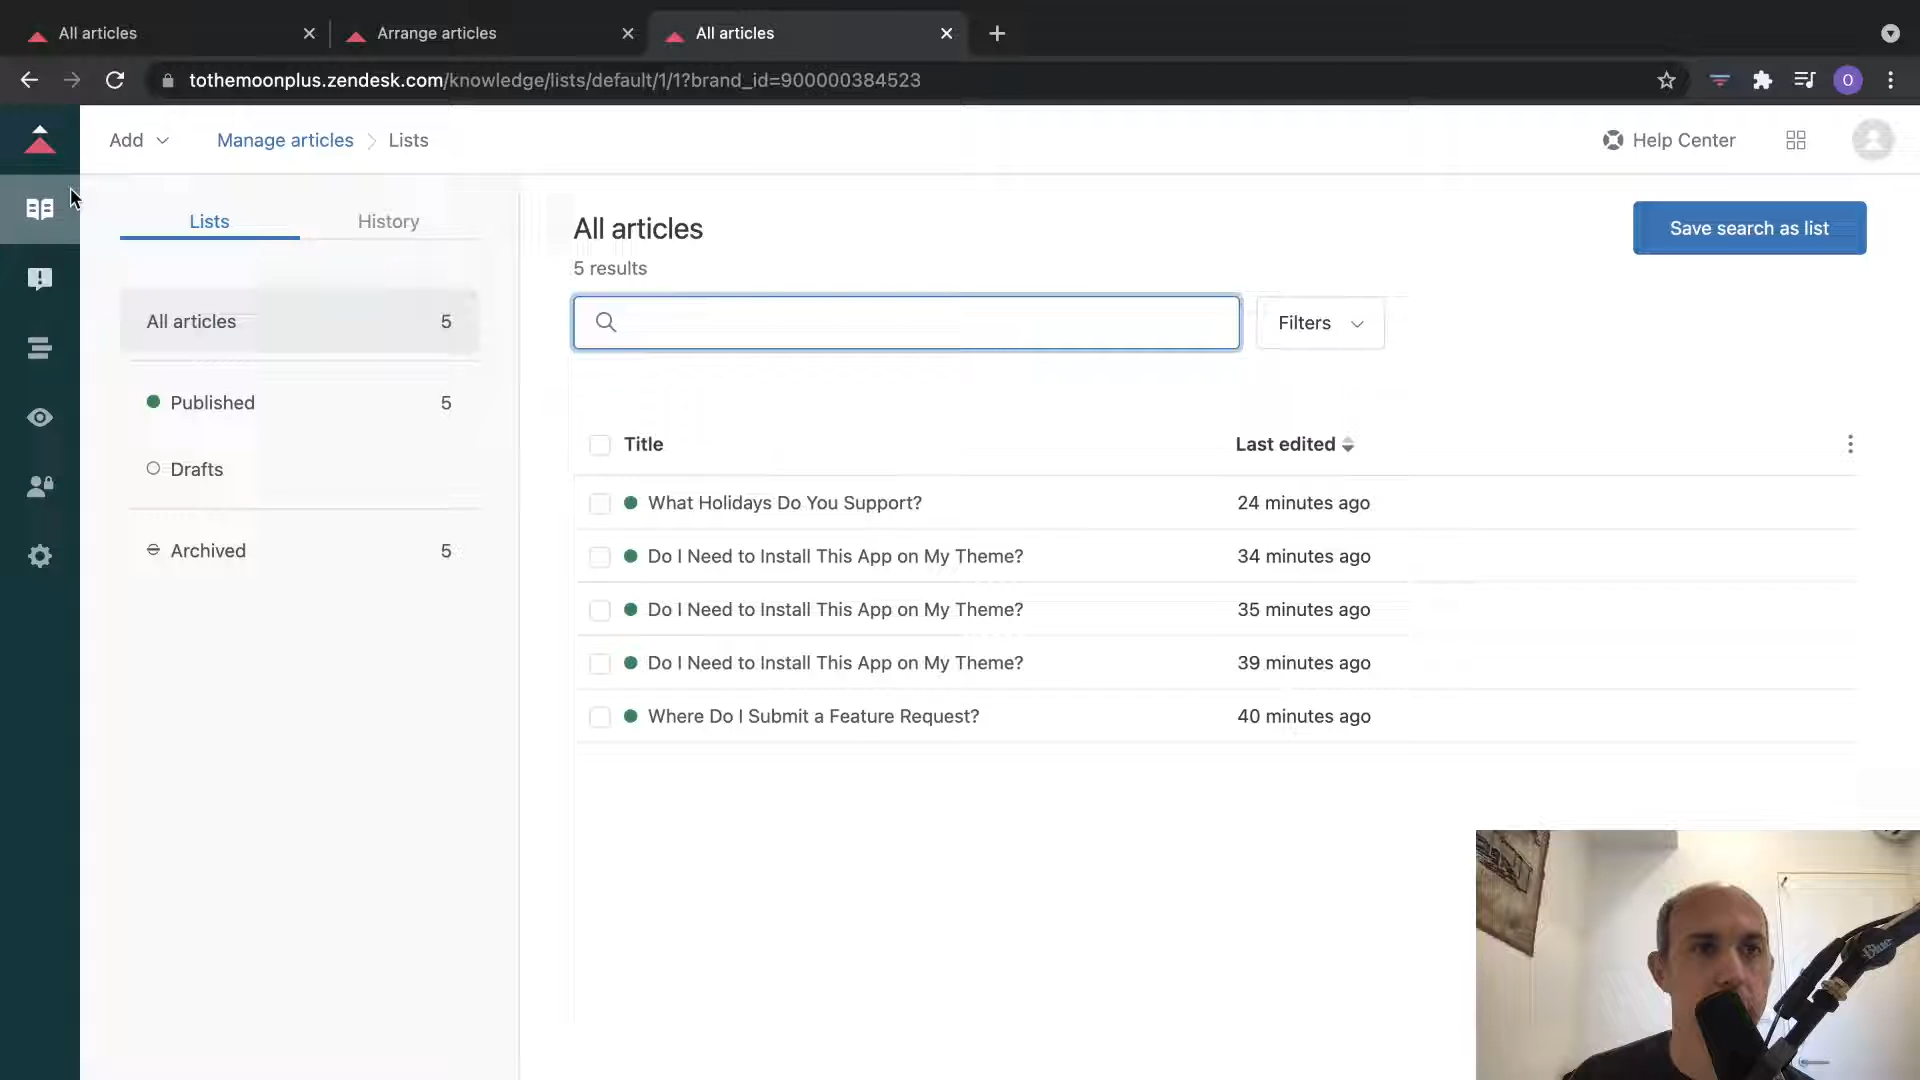 All articles
Arrange articles
All articles
tothemoonplus.zendesk.com/knowledge/lists/default/1/1?brand_id=900000384523
O
Add
Manage articles
Lists
Help Center
Lists
History
All articles 5
Published 5
Drafts
Archived 5
All articles
5 results
Save search as list
Filters
Title
Last edited
What Holidays Do You Support? 24 minutes ago
Do I Need to Install This App on My Theme? 34 minutes ago
Do I Need to Install This App on My Theme? 35 minutes ago
Do I Need to Install This App on My Theme? 39 minutes ago
Where Do I Submit a Feature Request? 40 minutes ago
Blue